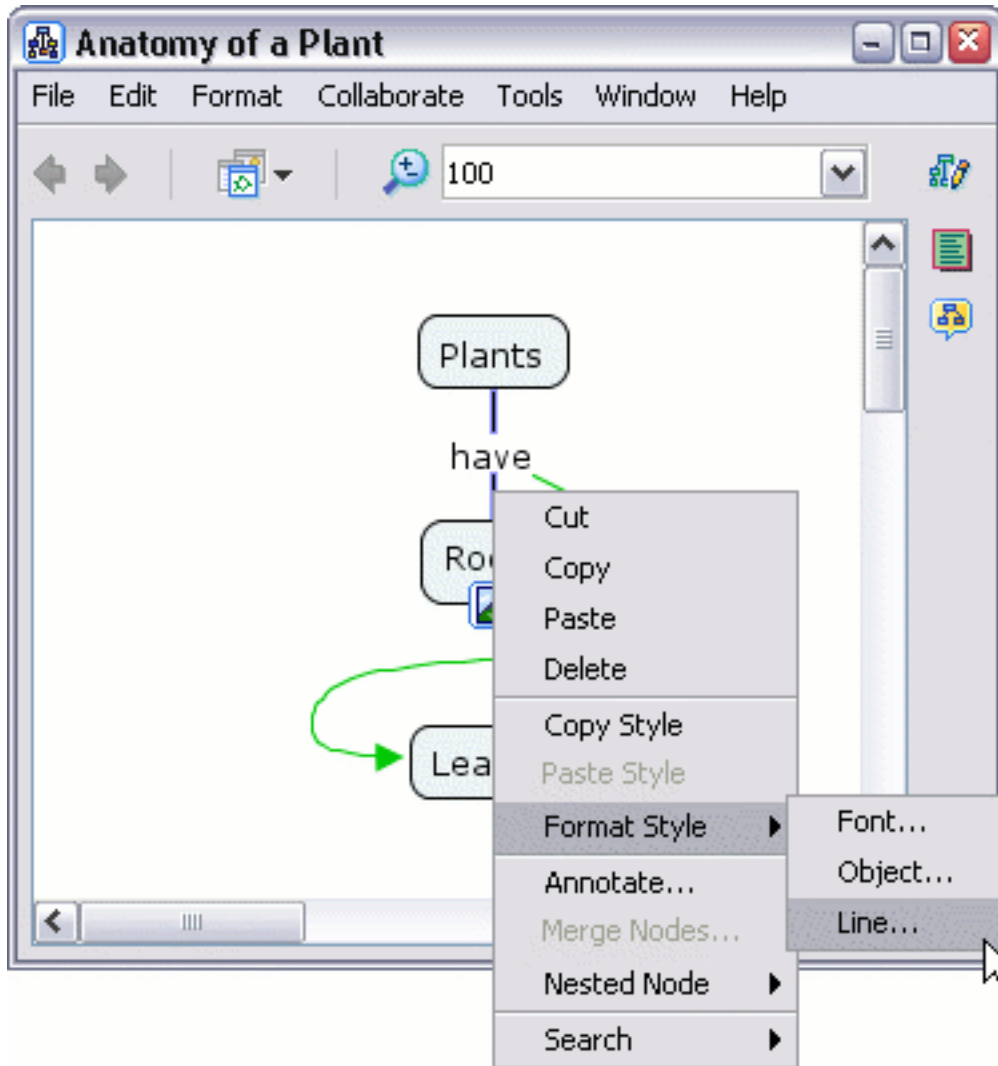 Anatomy of a Plant
File Edit Format Collaborate Tools Window Help
100
Plants
have
Cut
Copy
Paste
Delete
Copy Style
Paste Style
Format Style
Annotate...
Merge Nodes...
Nested Node
Search
Font...
Object...
Line...